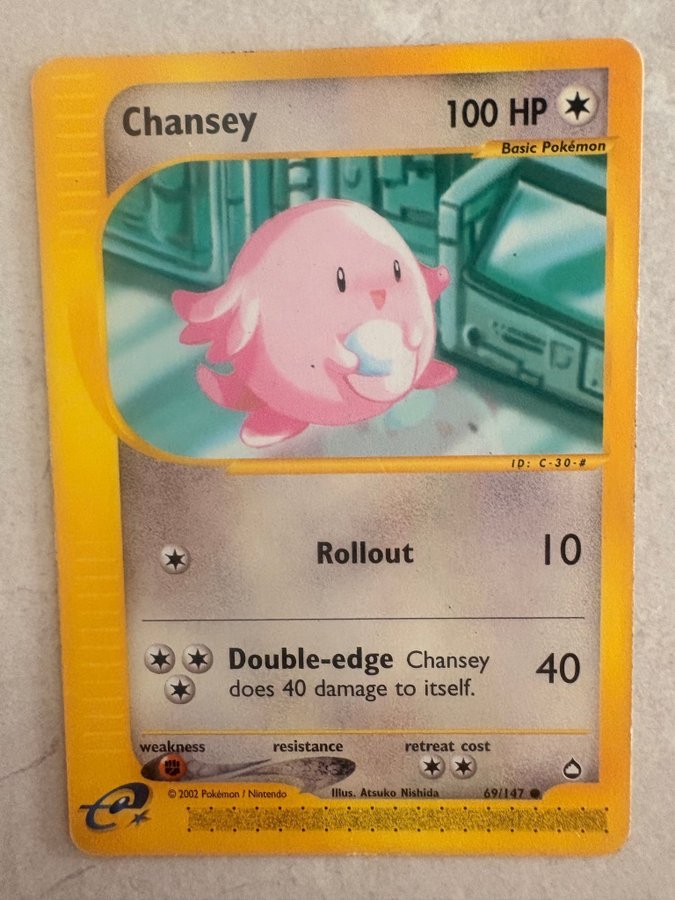 Chansey 100 HP
Basic Pokémon
ID: C-30-#
Rollout 10
Double-edge Chansey
does 40 damage to itself. 40
weakness resistance retreat cost
© 2002 Pokémon / Nintendo Illus. Atsuko Nishida 69/147
e